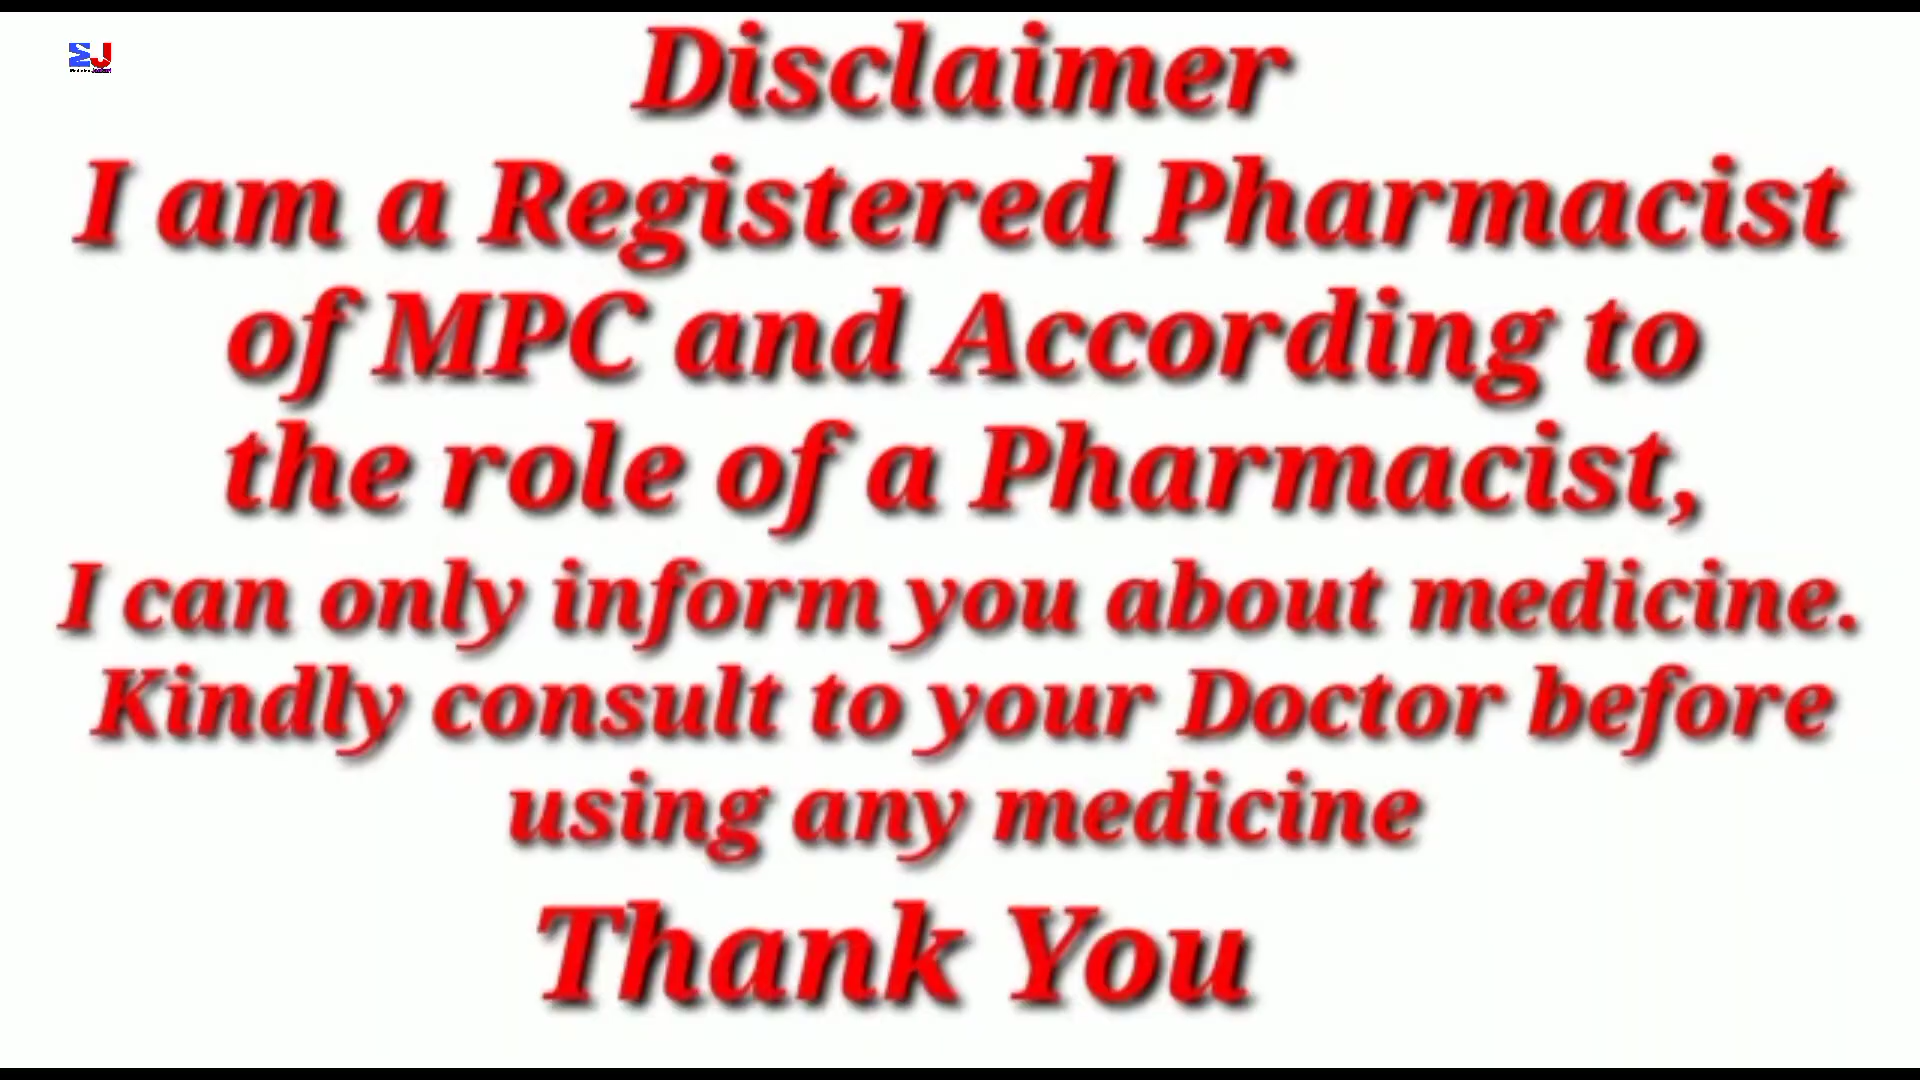 MJ
Disclaimer
I am a Registered Pharmacist
of MPC and According to
the role of a Pharmacist,
I can only inform you about medicine.
Kindly consult to your Doctor before
using any medicine
Thank You